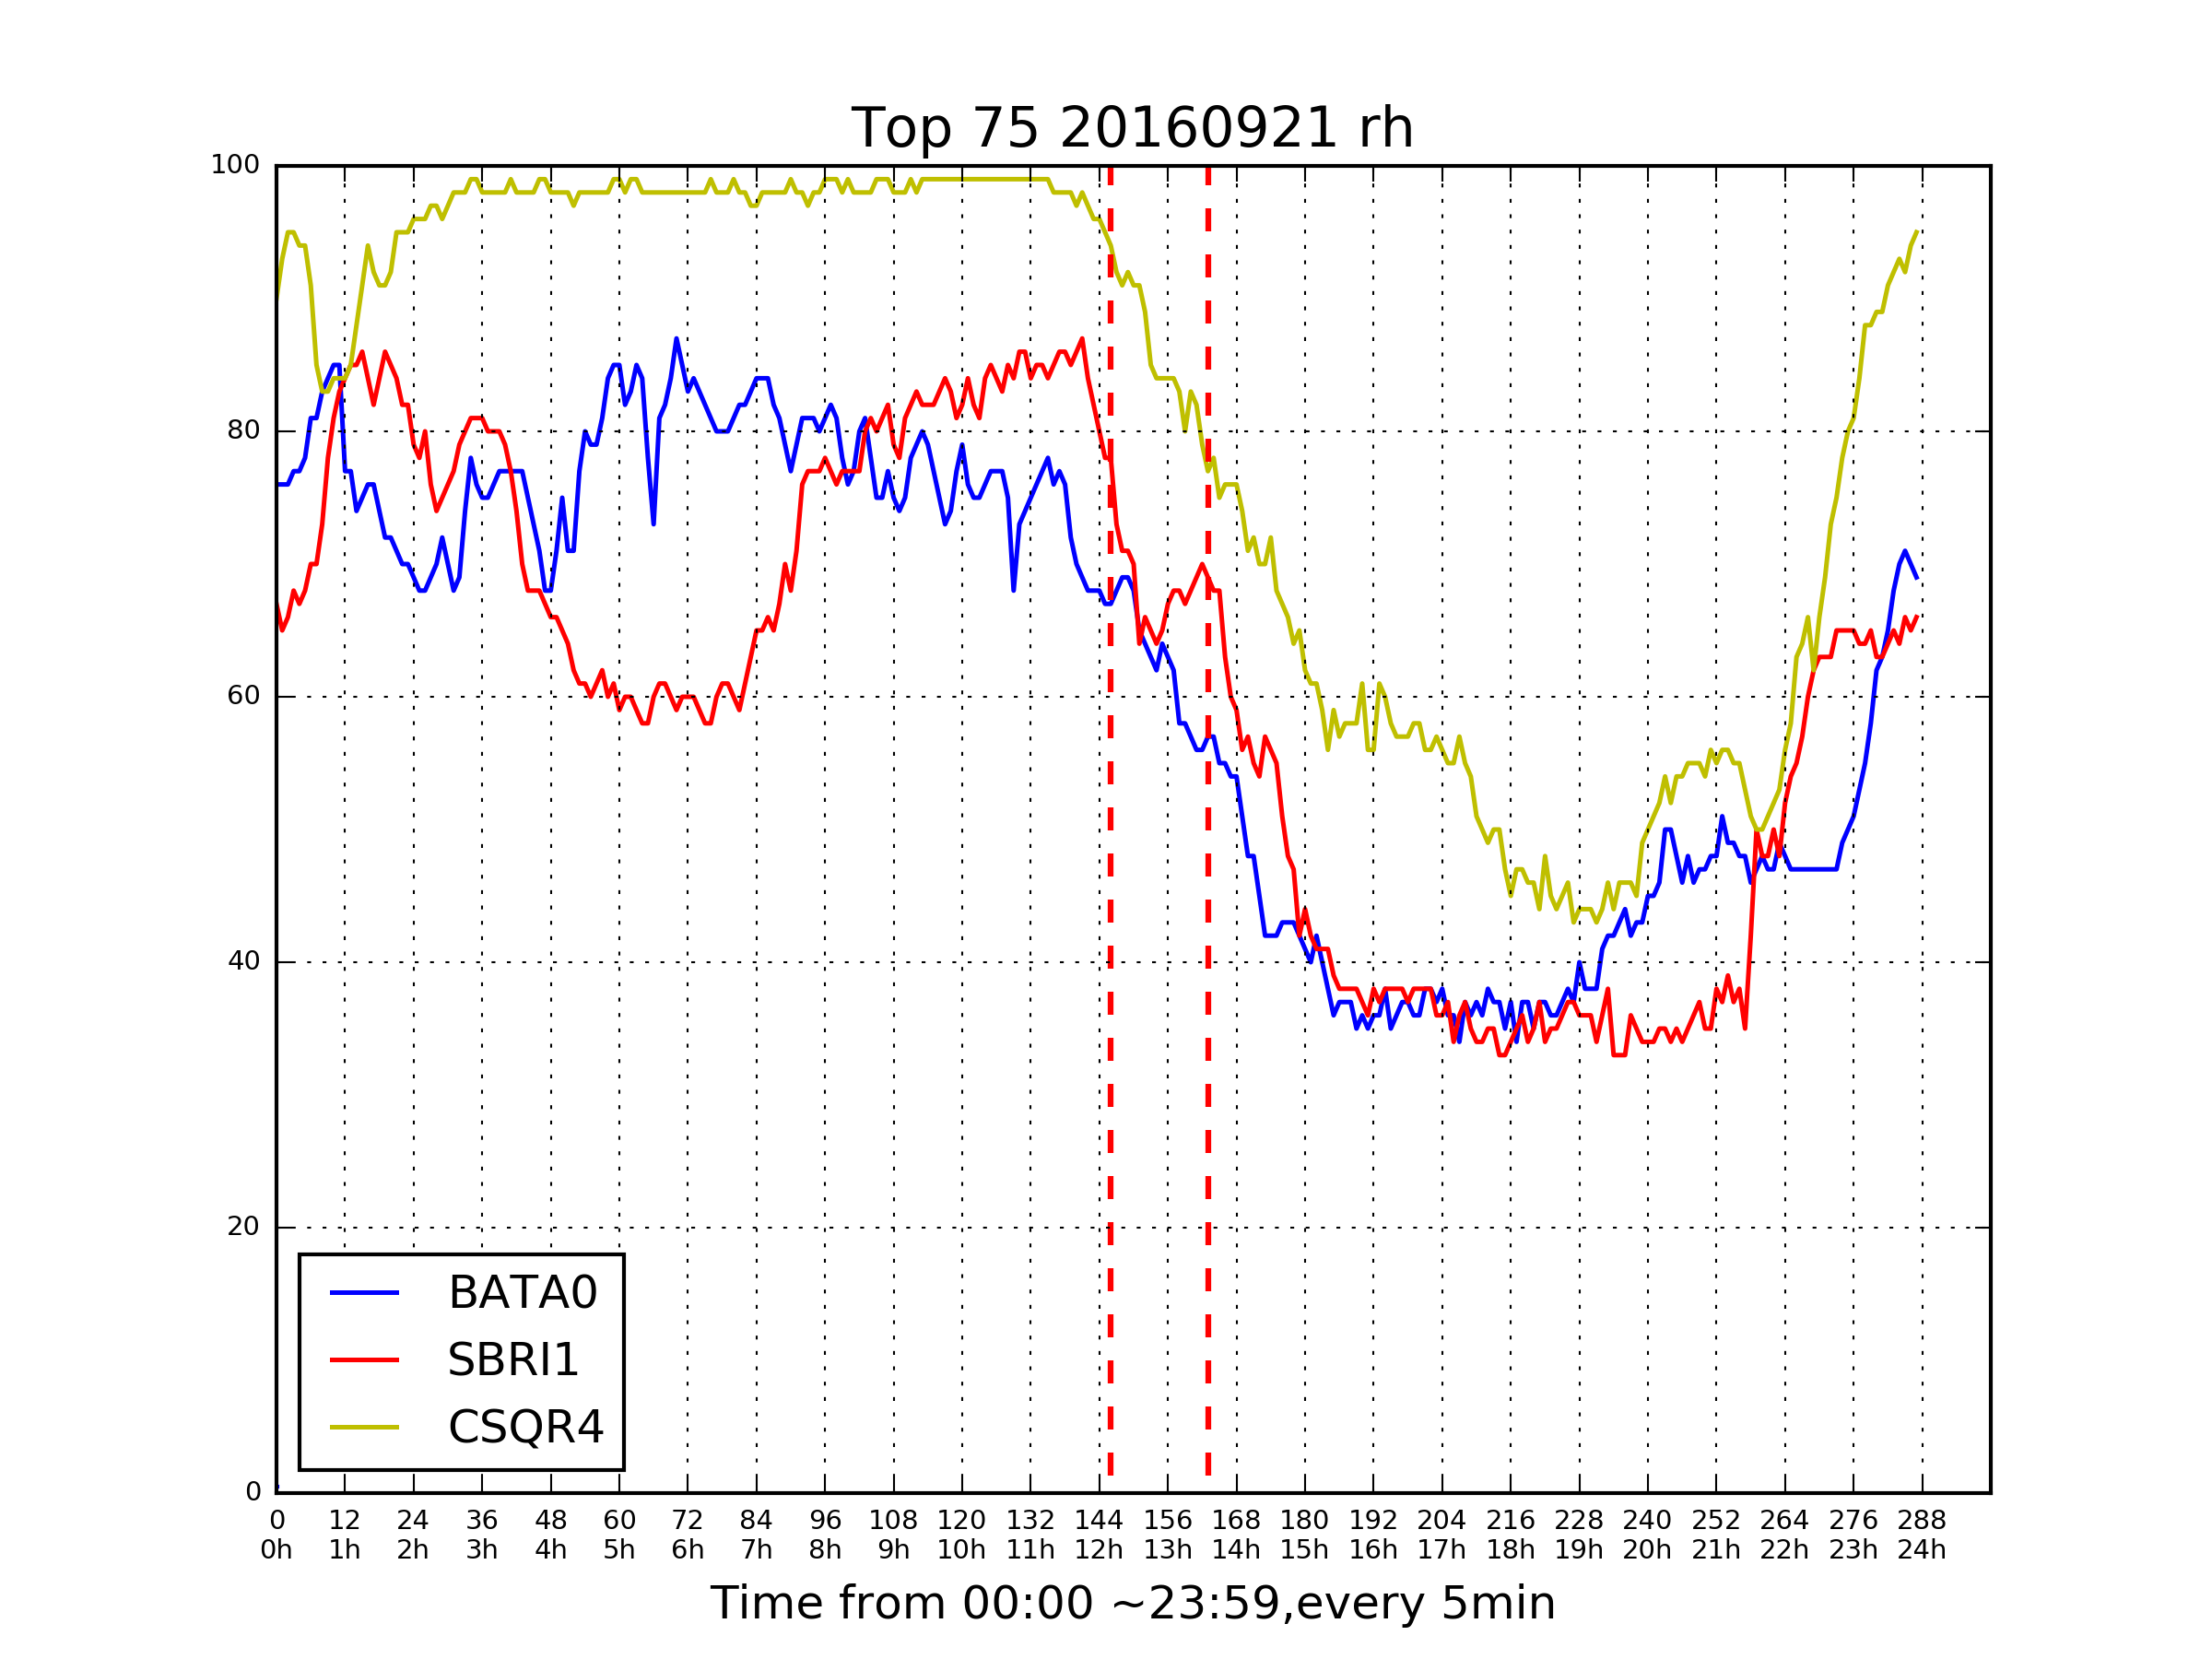 Top 75 20160921 rh
100
80
60
40
20
0
BATA0
SBRI1
CSQR4
0 12 24 36 48 60 72 84 96 108 120 132 144 156 168 180 192 204 216 228 240 252 264 276 288
0h 1h 2h 3h 4h 5h 6h 7h 8h 9h 10h 11h 12h 13h 14h 15h 16h 17h 18h 19h 20h 21h 22h 23h 24h
Time from 00:00 ~23:59,every 5min